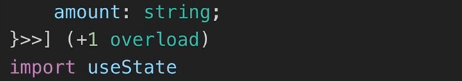 amount: string;
}>>] (+1 overload)
import useState